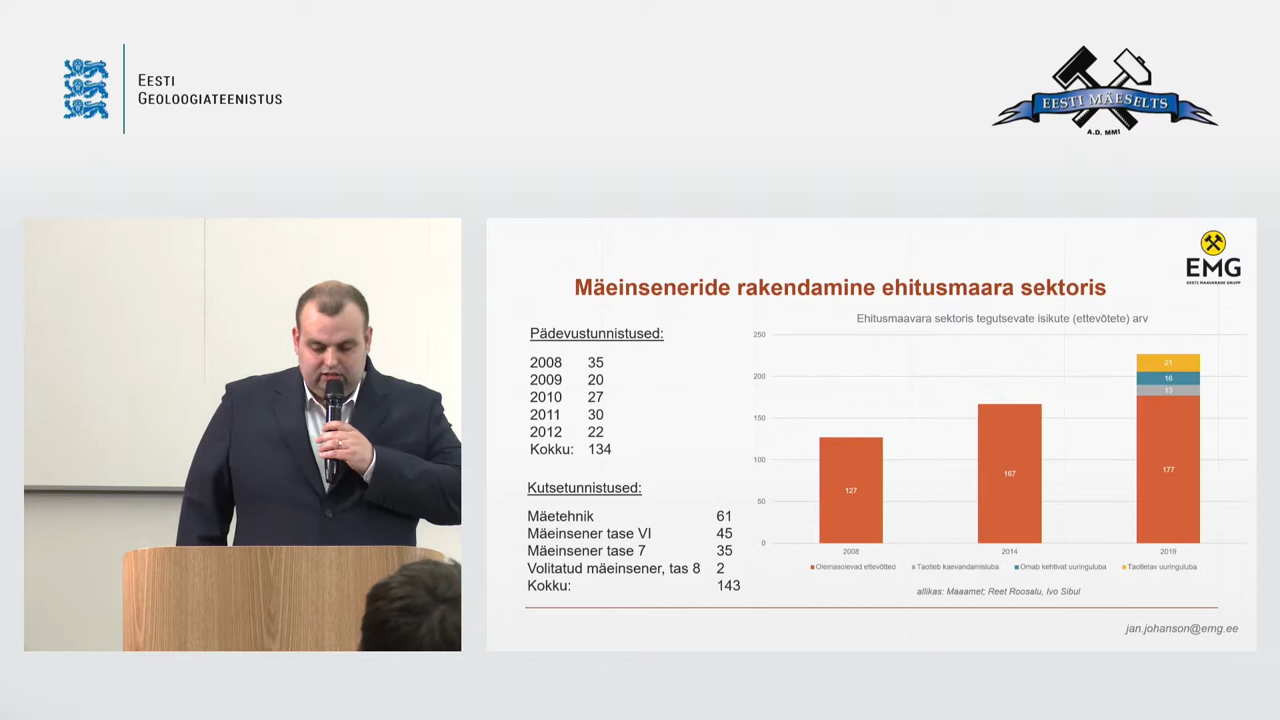 EESTI
GEOLOOGIATEENISTUS
EESTI MÄESELTS
A.D. MMI
EMG
EESTI MAAVARADE GRUPP
Mäeinseneride rakendamine ehitusmaara sektoris
Pädevustunnistused:
2008 35
2009 20
2010 27
2011 30
2012 22
Kokku: 134
Kutsetunnistused:
Mäetehnik 61
Mäeinsener tase VI 45
Mäeinsener tase 7 35
Volitatud mäeinsener, tas 8 2
Kokku: 143
Ehitusmaavara sektoris tegutsevate isikute (ettevõtete) arv
250
200
150
100
50
0
127
167
21
16
13
177
2008 2014 2019
Olemasolevad ettevõtted Taotleb kaevandamisluba Omab kehtivat uuringuluba Taotletav uuringuluba
allikas: Maaamet; Reet Roosalu, Ivo Sibul
jan.johanson@emg.ee